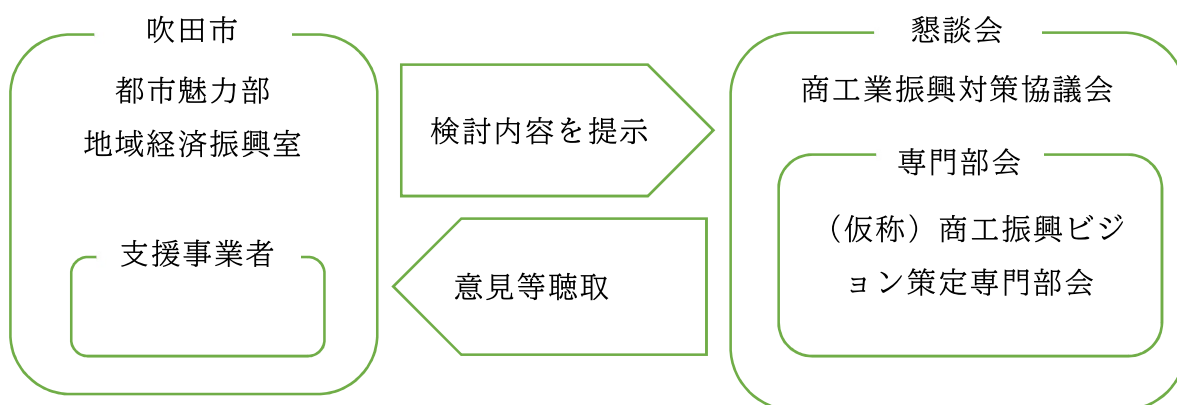 吹田市
都市魅力部
地域経済振興室
支援事業者
検討内容を提示
意見等聴取
懇談会
商工業振興対策協議会
専門部会
（仮称）商工振興ビジ
ョン策定専門部会